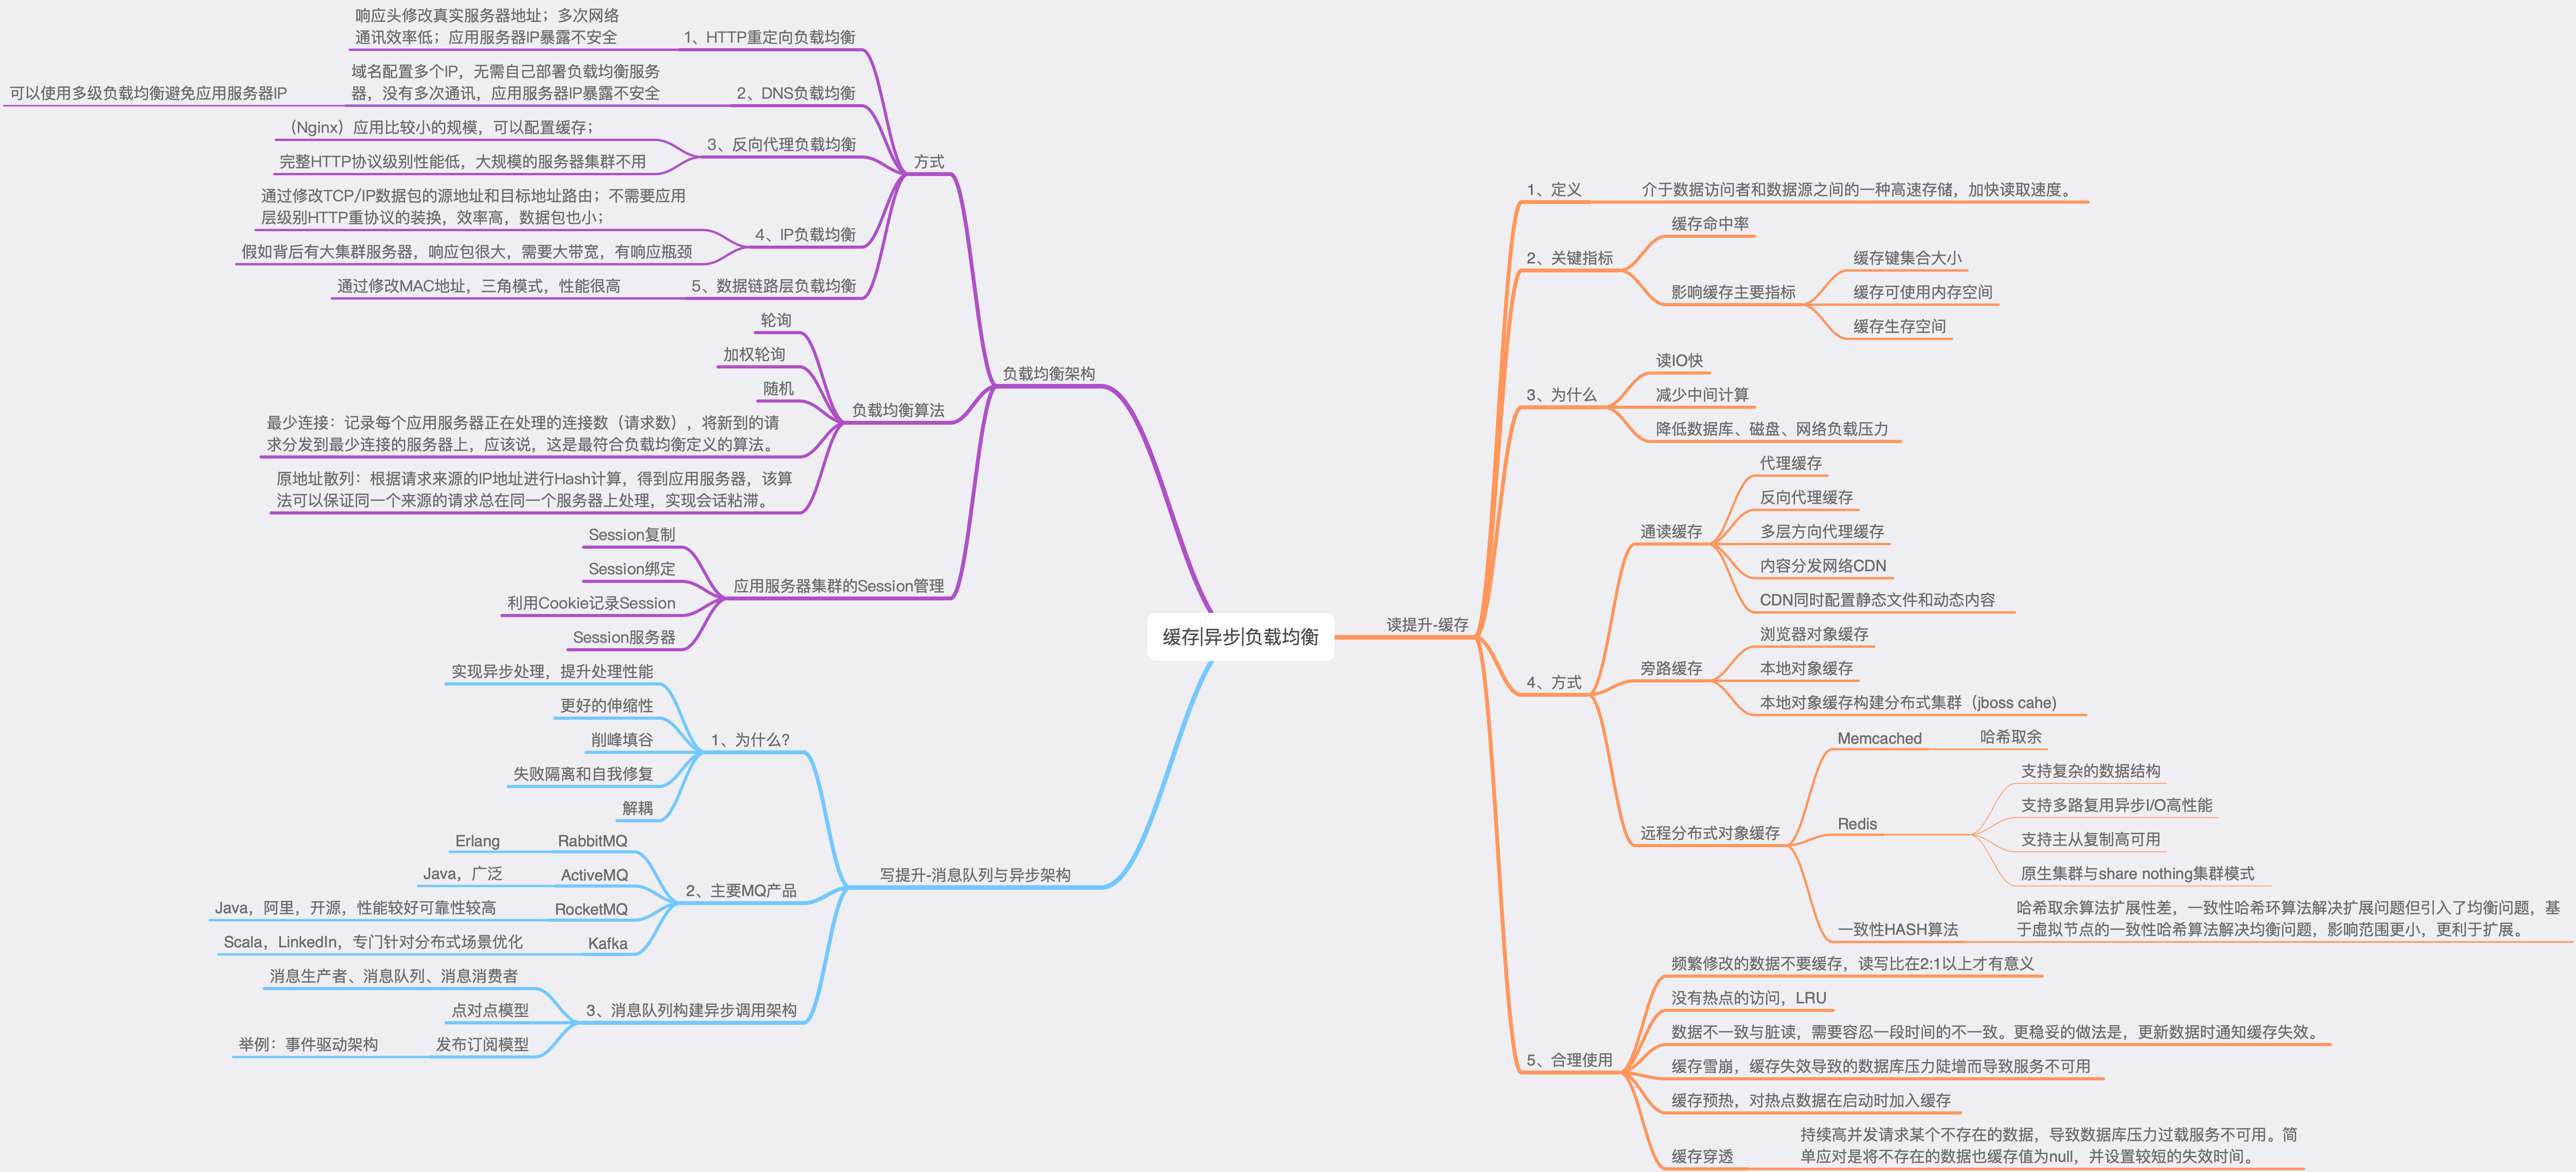 缓存|异步|负载均衡
读提升-缓存
1、定义
介于数据访问者和数据源之间的一种高速存储，加快读取速度。
2、关键指标
缓存命中率
影响缓存主要指标
缓存键集合大小
缓存可使用内存空间
缓存生存空间
3、为什么
读IO快
减少中间计算
降低数据库、磁盘、网络负载压力
4、方式
通读缓存
代理缓存
反向代理缓存
多层方向代理缓存
内容分发网络CDN
CDN同时配置静态文件和动态内容
旁路缓存
浏览器对象缓存
本地对象缓存
本地对象缓存构建分布式集群（jboss cahe)
远程分布式对象缓存
Memcached
哈希取余
Redis
支持复杂的数据结构
支持多路复用异步I/O高性能
支持主从复制高可用
原生集群与share nothing集群模式
一致性HASH算法
哈希取余算法扩展性差，一致性哈希环算法解决扩展问题但引入了均衡问题，基
于虚拟节点的一致性哈希算法解决均衡问题，影响范围更小，更利于扩展。
5、合理使用
频繁修改的数据不要缓存，读写比在2:1以上才有意义
没有热点的访问，LRU
数据不一致与脏读，需要容忍一段时间的不一致。更稳妥的做法是，更新数据时通知缓存失效。
缓存雪崩，缓存失效导致的数据库压力陡增而导致服务不可用
缓存预热，对热点数据在启动时加入缓存
缓存穿透
持续高并发请求某个不存在的数据，导致数据库压力过载服务不可用。简
单应对是将不存在的数据也缓存值为null，并设置较短的失效时间。
负载均衡架构
方式
1、HTTP重定向负载均衡
响应头修改真实服务器地址；多次网络
通讯效率低；应用服务器IP暴露不安全
2、DNS负载均衡
域名配置多个IP，无需自己部署负载均衡服务
器，没有多次通讯，应用服务器IP暴露不安全
可以使用多级负载均衡避免应用服务器IP
3、反向代理负载均衡
（Nginx）应用比较小的规模，可以配置缓存；
完整HTTP协议级别性能低，大规模的服务器集群不用
4、IP负载均衡
通过修改TCP/IP数据包的源地址和目标地址路由；不需要应用
层级别HTTP重协议的装换，效率高，数据包也小；
假如背后有大集群服务器，响应包很大，需要大带宽，有响应瓶颈
5、数据链路层负载均衡
通过修改MAC地址，三角模式，性能很高
负载均衡算法
轮询
加权轮询
随机
最少连接：记录每个应用服务器正在处理的连接数（请求数），将新到的请
求分发到最少连接的服务器上，应该说，这是最符合负载均衡定义的算法。
原地址散列：根据请求来源的IP地址进行Hash计算，得到应用服务器，该算
法可以保证同一个来源的请求总在同一个服务器上处理，实现会话粘滞。
应用服务器集群的Session管理
Session复制
Session绑定
利用Cookie记录Session
Session服务器
写提升-消息队列与异步架构
1、为什么?
实现异步处理，提升处理性能
更好的伸缩性
削峰填谷
失败隔离和自我修复
解耦
2、主要MQ产品
RabbitMQ
Erlang
ActiveMQ
Java，广泛
RocketMQ
Java，阿里，开源，性能较好可靠性较高
Kafka
Scala，LinkedIn，专门针对分布式场景优化
3、消息队列构建异步调用架构
消息生产者、消息队列、消息消费者
点对点模型
发布订阅模型
举例：事件驱动架构